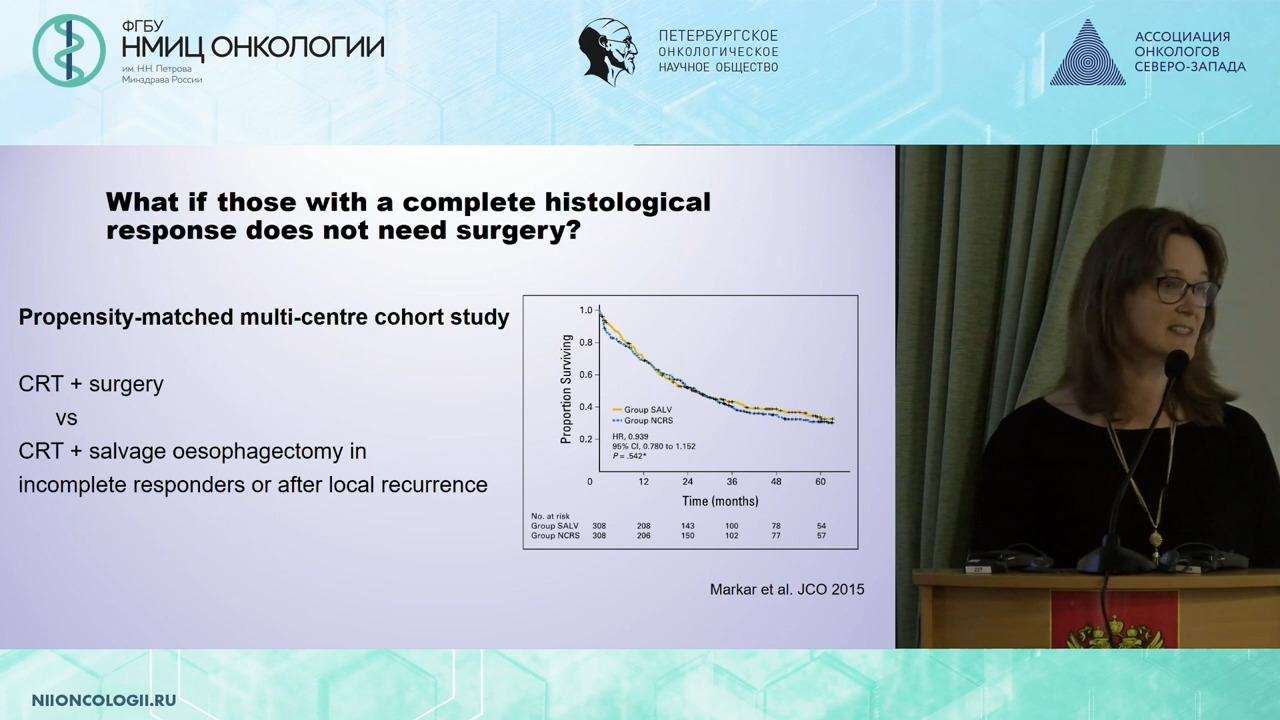 ФГБУ
НМИЦ ОНКОЛОГИИ
им. Н.Н. Петрова
Минздрава России
ПЕТЕРБУРГСКОЕ
ОНКОЛОГИЧЕСКОЕ
НАУЧНОЕ ОБЩЕСТВО
АССОЦИАЦИЯ
ОНКОЛОГОВ
СЕВЕРО-ЗАПАДА
What if those with a complete histological
response does not need surgery?
Propensity-matched multi-centre cohort study
CRT + surgery
vs
CRT + salvage oesophagectomy in
incomplete responders or after local recurrence
Proportion Surviving
1.0
0.8
0.6
0.4
0.2
Group SALV
Group NCRS
HR, 0.939
95% CI, 0.780 to 1.152
P = .542*
0 12 24 36 48 60
Time (months)
No. at risk
Group SALV 308 208 143 100 78 54
Group NCRS 308 206 150 102 77 57
Markar et al. JCO 2015
NIIONCOLOGII.RU